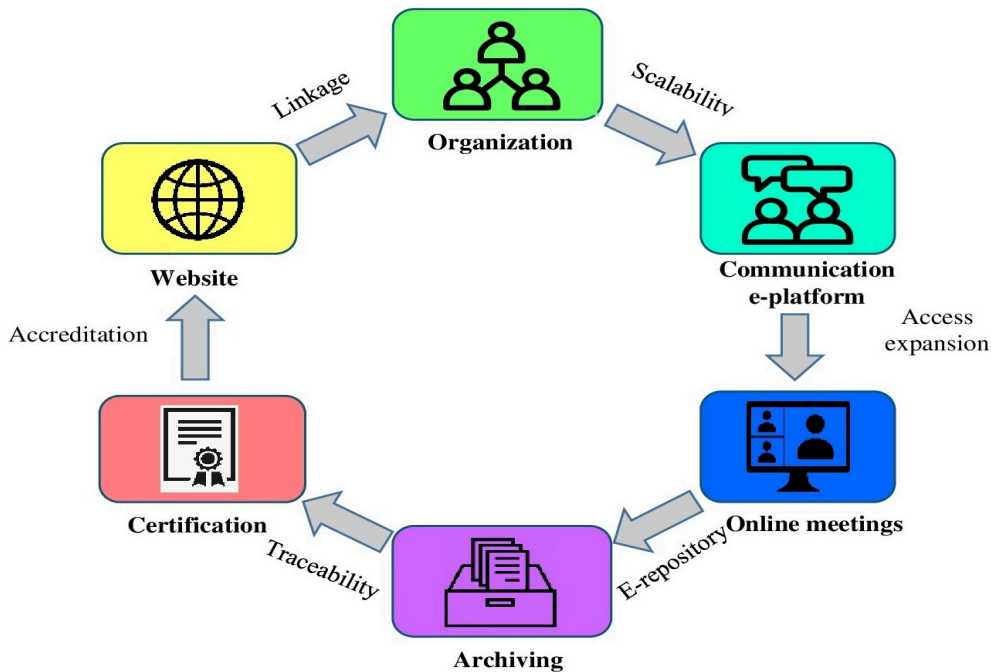 Linkage
Scalability
Organization
Website
Communication
e-platform
Accreditation
Access
expansion
Certification
Online meetings
Traceability
E-repository
Archiving